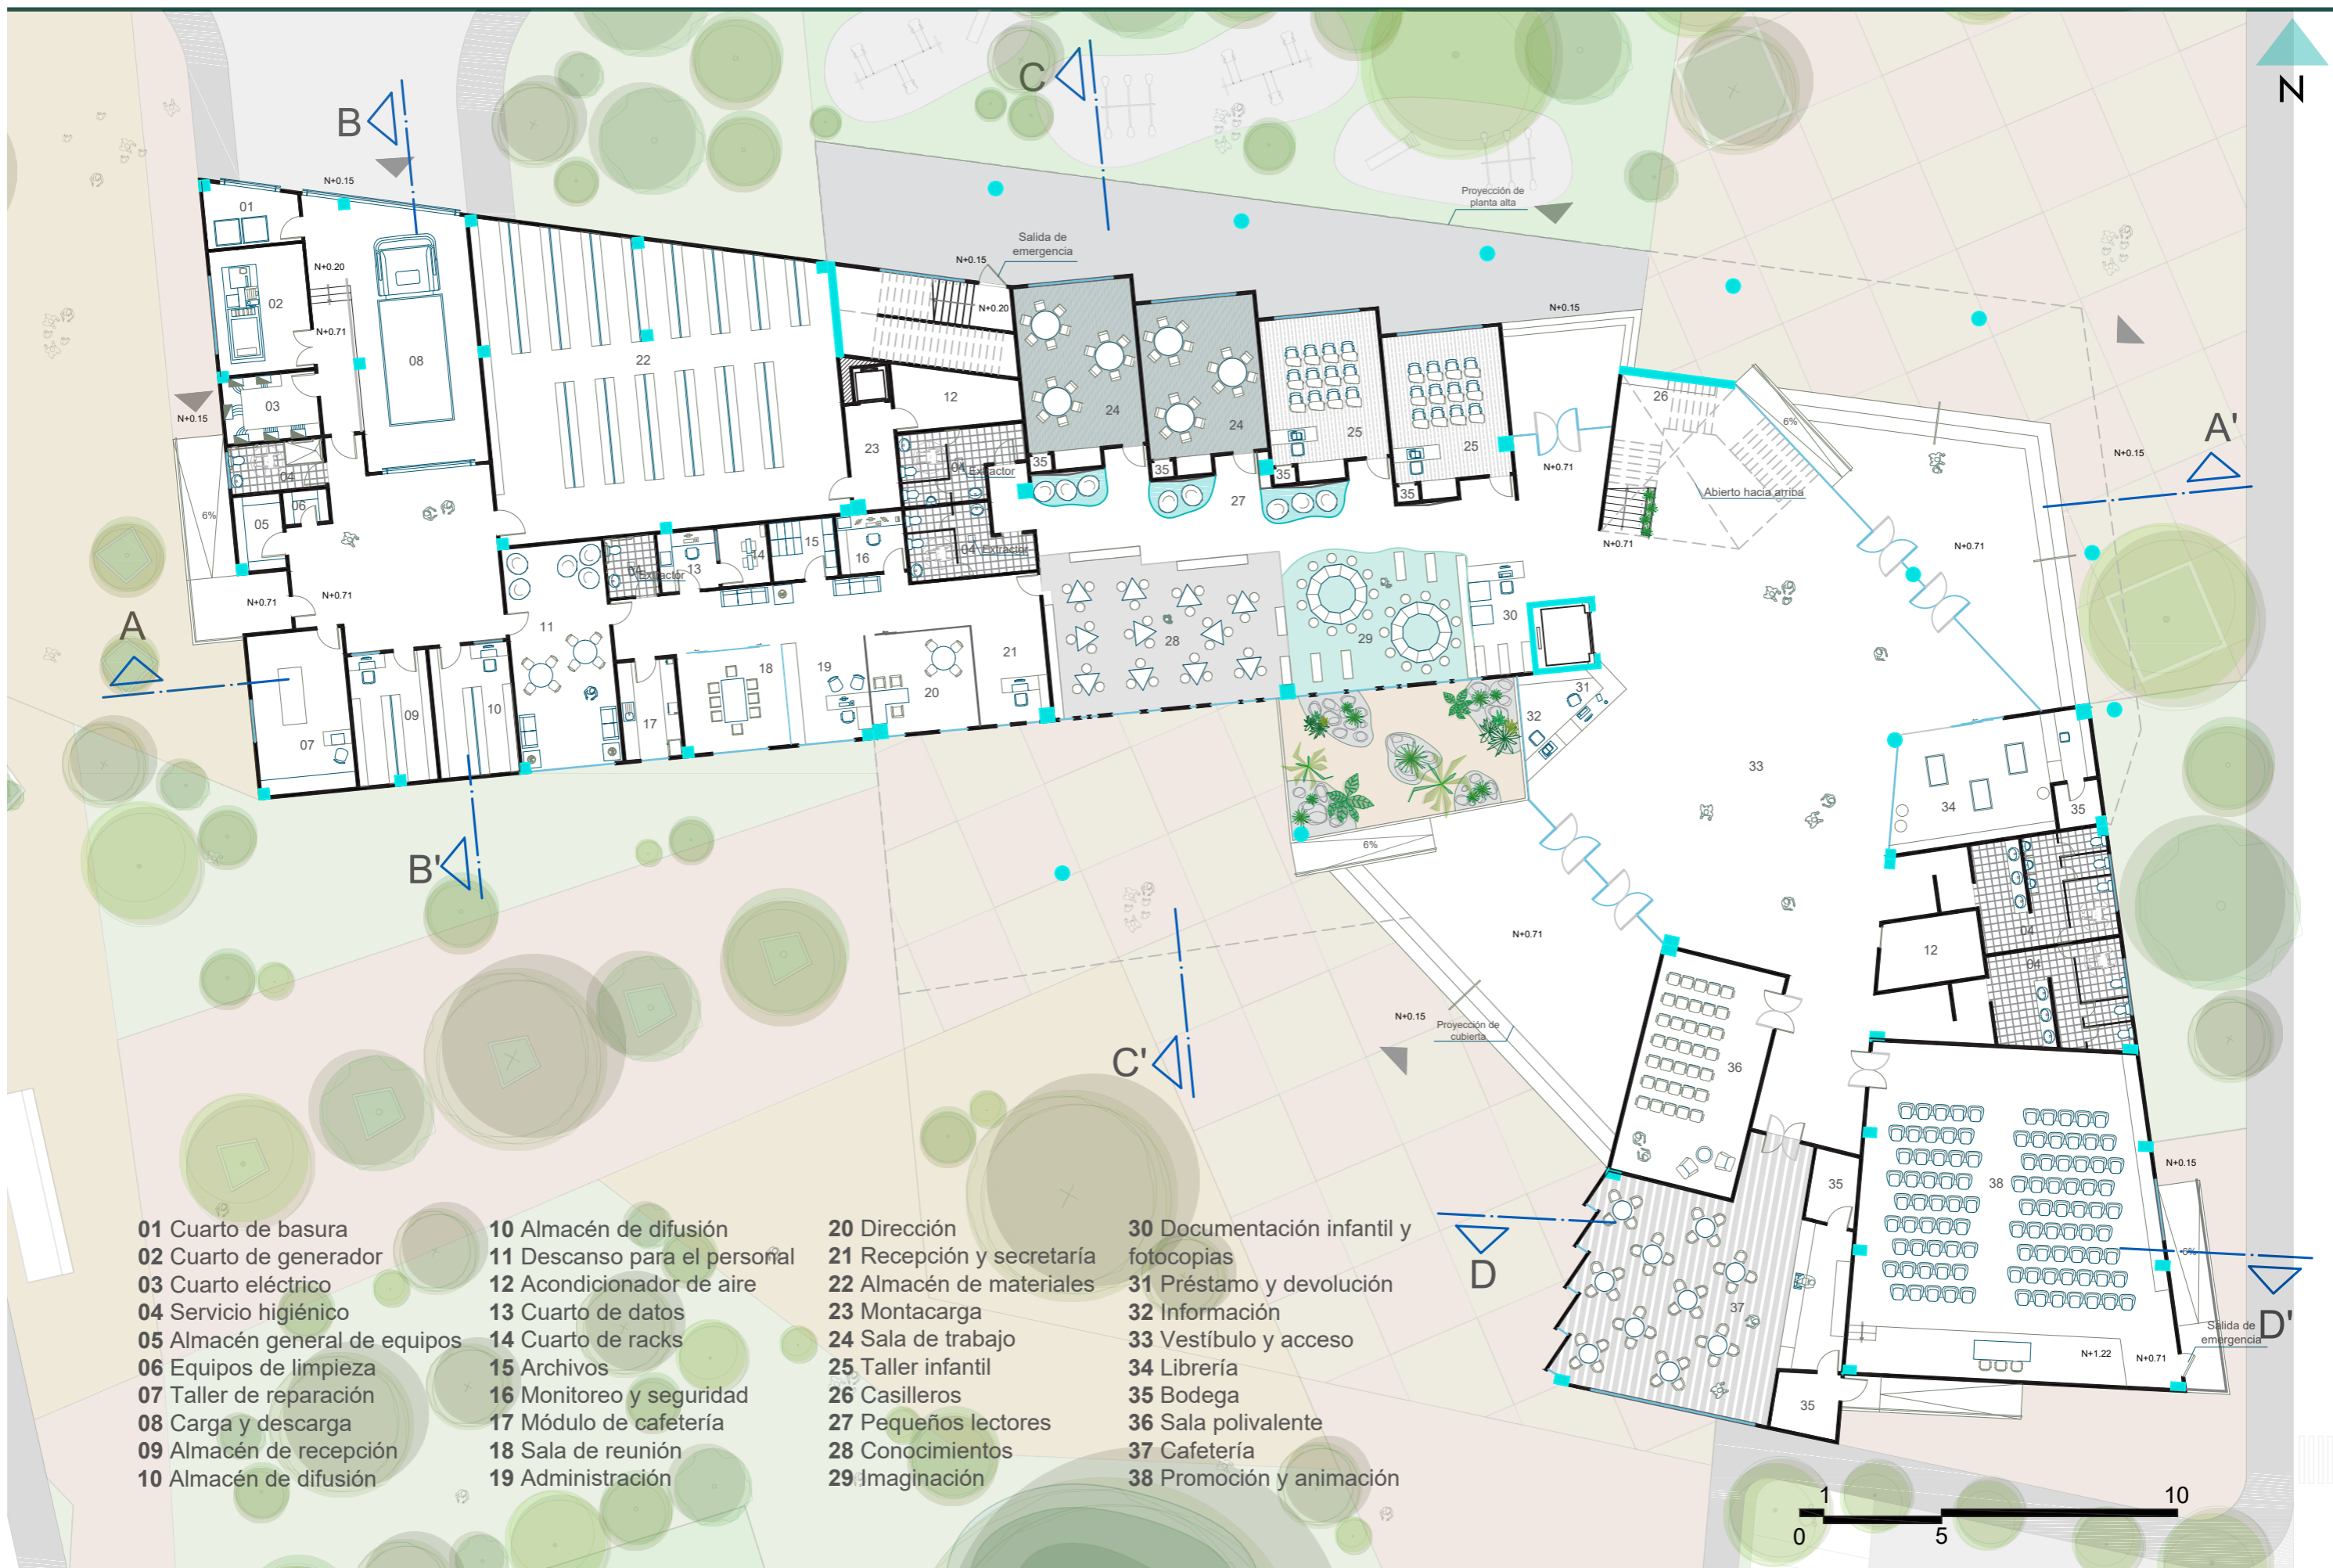 N
C
B
N+0.15
01
Proyección de
planta alta
Salida de
emergencia
N+0.15
N+0.20
02
N+0.71
08
22
N+0.20
N+0.15
26
6%
A'
N+0.15
03
N+0.15
12
24
24
25
25
23
04
Extractor
35
35
35
35
27
N+0.71
Abierto hacia arriba
N+0.71
N+0.71
04
06
05
6%
13
14
15
16
04
Extractor
Extractor
N+0.71
N+0.71
A
11
18
19
20
21
28
29
30
31
32
17
07
09
10
33
34
35
B'
6%
N+0.71
12
04
04
N+0.15
Proyección de
cubierta
C'
36
35
38
N+0.15
6%
D
D'
37
Salida de
emergencia
N+1.22
N+0.71
35
01 Cuarto de basura
02 Cuarto de generador
03 Cuarto eléctrico
04 Servicio higiénico
05 Almacén general de equipos
06 Equipos de limpieza
07 Taller de reparación
08 Carga y descarga
09 Almacén de recepción
10 Almacén de difusión
10 Almacén de difusión
11 Descanso para el personal
12 Acondicionador de aire
13 Cuarto de datos
14 Cuarto de racks
15 Archivos
16 Monitoreo y seguridad
17 Módulo de cafetería
18 Sala de reunión
19 Administración
20 Dirección
21 Recepción y secretaría
22 Almacén de materiales
23 Montacarga
24 Sala de trabajo
25 Taller infantil
26 Casilleros
27 Pequeños lectores
28 Conocimientos
29 Imaginación
30 Documentación infantil y
fotocopias
31 Préstamo y devolución
32 Información
33 Vestíbulo y acceso
34 Librería
35 Bodega
36 Sala polivalente
37 Cafetería
38 Promoción y animación
1
10
0
5